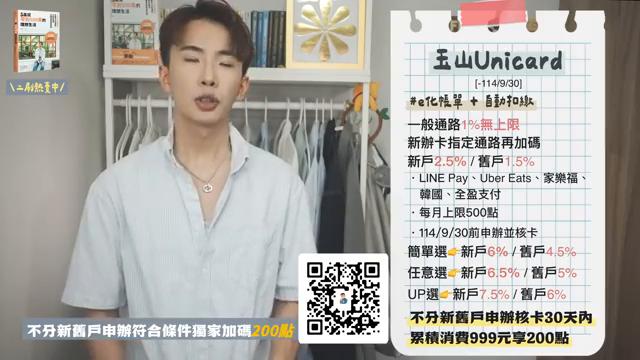 5歲就
理想生活
\二刷熱賣中/
玉山Unicard
[-114/9/30]
#e化帳單 + 自動扣繳
一般通路1%無上限
新辦卡指定通路再加碼
新戶2.5% / 舊戶1.5%
·LINE Pay、Uber Eats、家樂福、
韓國、全盈支付
·每月上限500點
·114/9/30前申辦並核卡
簡單選👉新戶6% / 舊戶4.5%
任意選👉新戶6.5% / 舊戶5%
UP選👉新戶7.5% / 舊戶6%
不分新舊戶申辦核卡30天內
累積消費999元享200點
不分新舊戶申辦符合條件獨家加碼200點